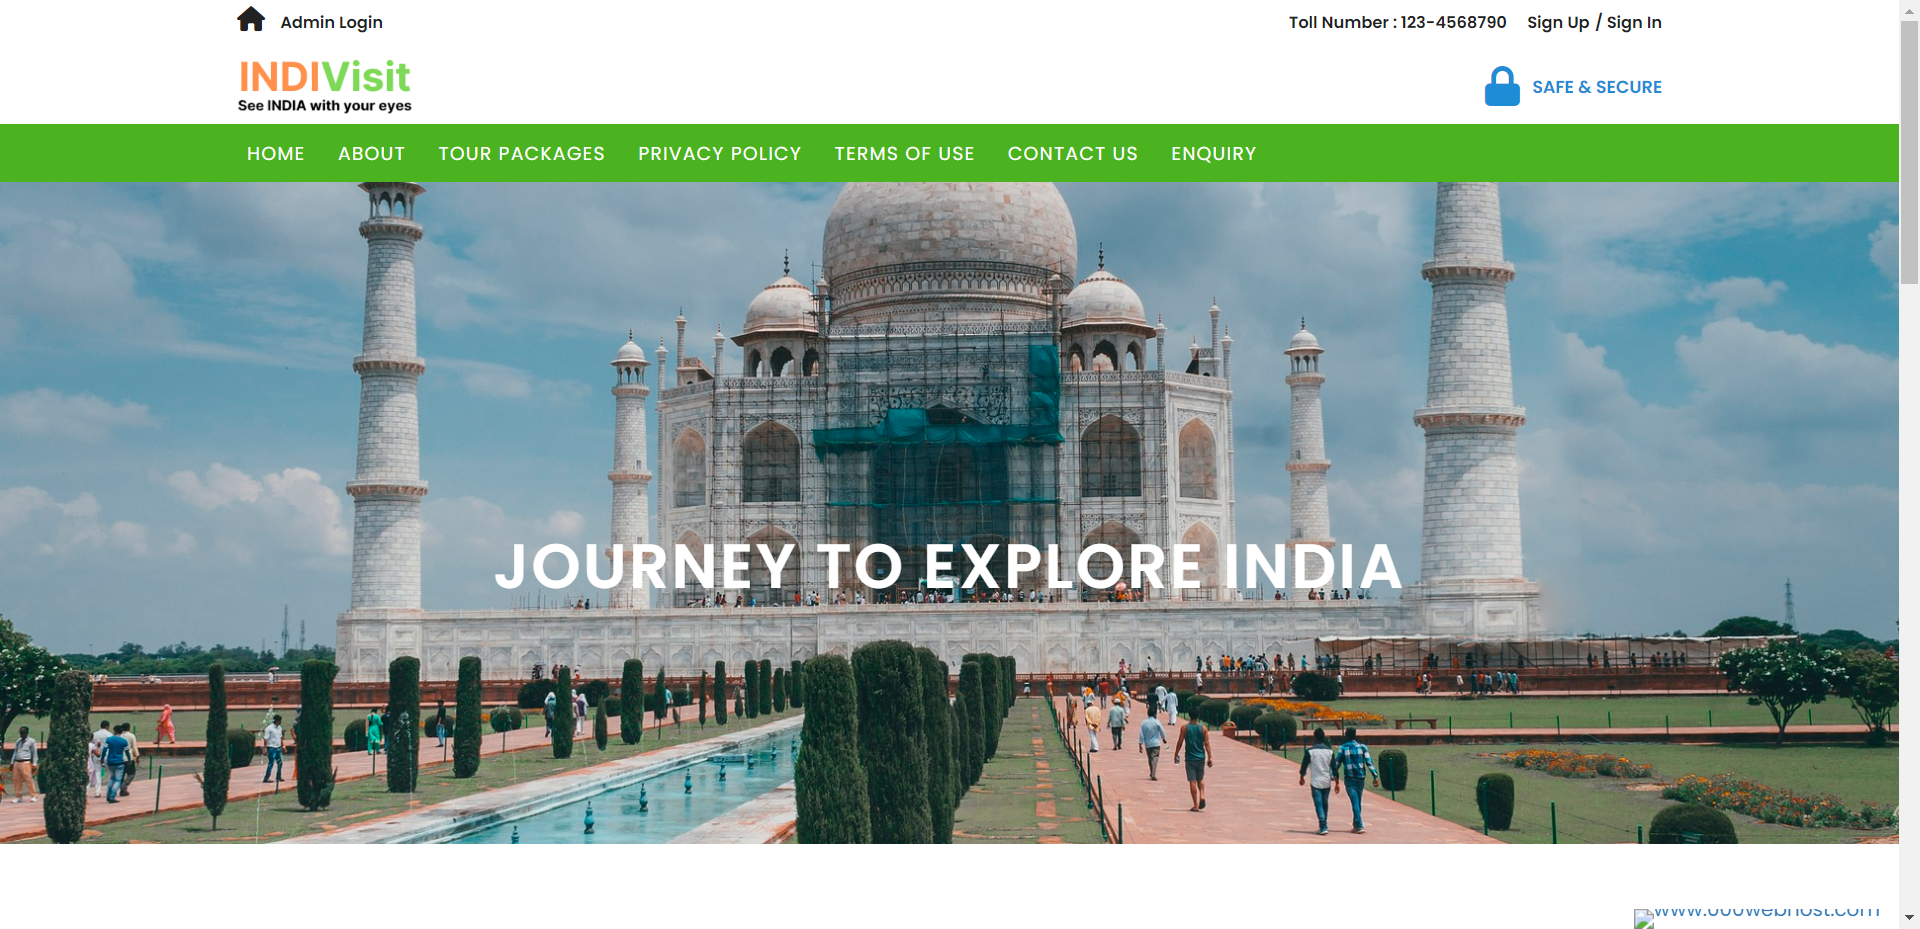 Admin Login
Toll Number : 123-4568790 Sign Up / Sign In
INDIVisit
See INDIA with your eyes
SAFE & SECURE
HOME ABOUT TOUR PACKAGES PRIVACY POLICY TERMS OF USE CONTACT US ENQUIRY
JOURNEY TO EXPLORE INDIA
www.000webhost.com